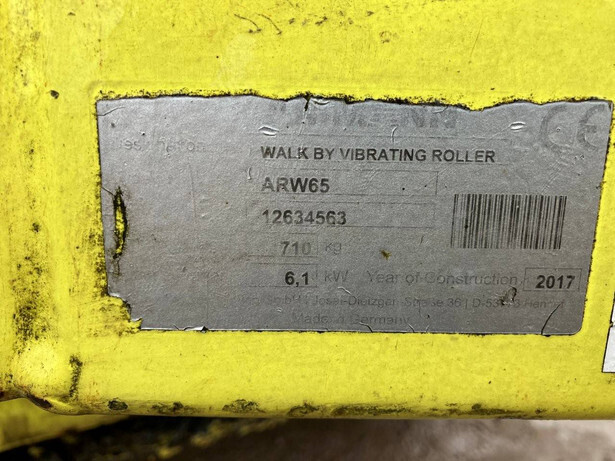 CE
WALK BY VIBRATING ROLLER
ARW65
12634563
710 kg
6,1 kW Year of Construction 2017
Made in Germany